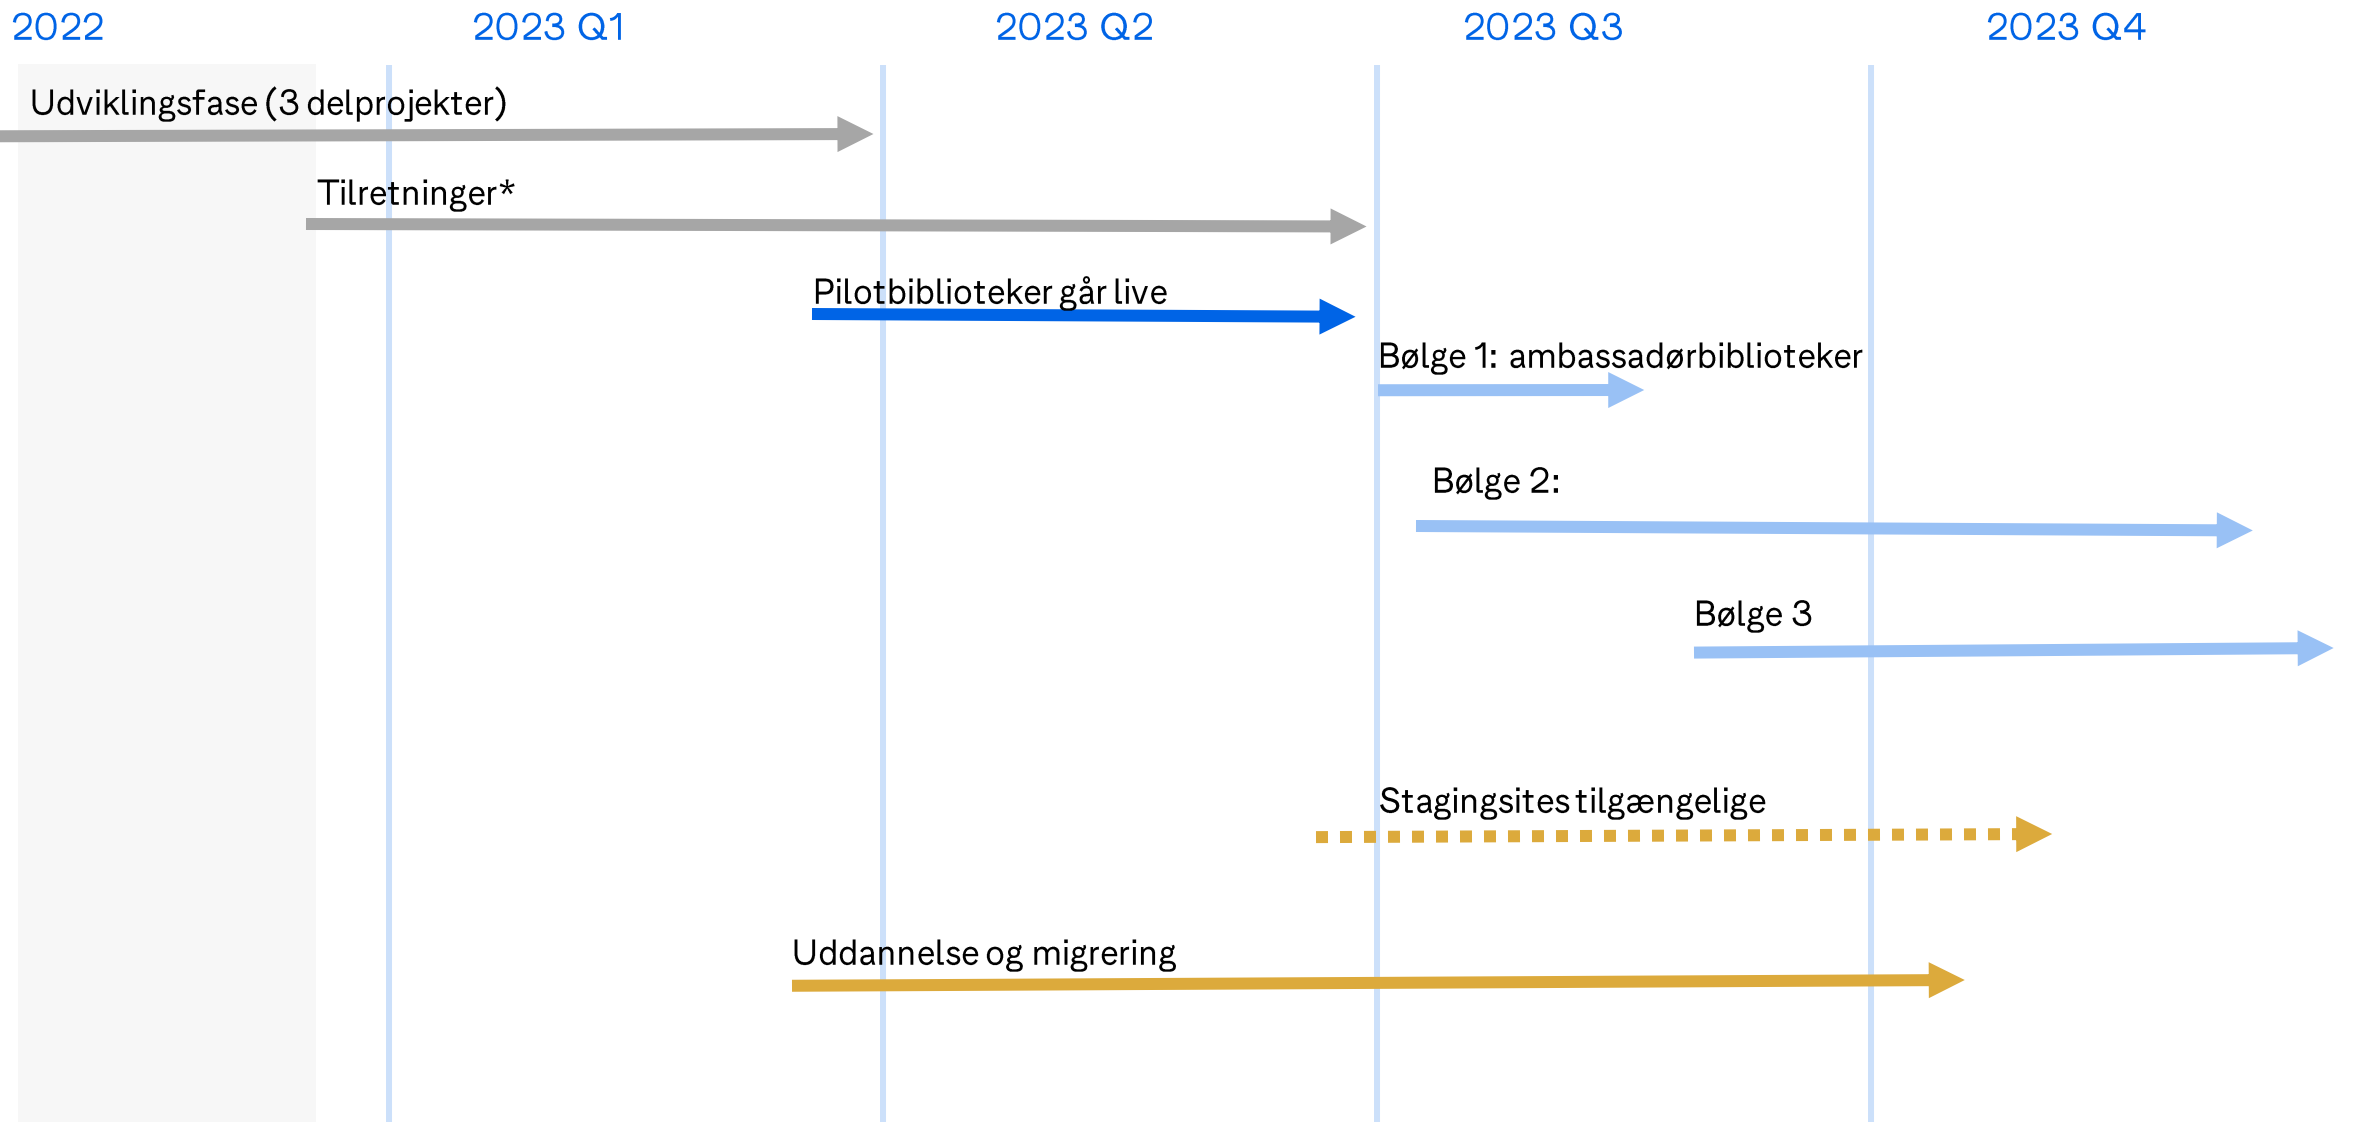 2022
2023 Q1
2023 Q2
2023 Q3
2023 Q4
Udviklingsfase (3 delprojekter)
Tilretninger*
Pilotbiblioteker går live
Bølge 1: ambassadørbiblioteker
Bølge 2:
Bølge 3
Stagingsites tilgængelige
Uddannelse og migrering